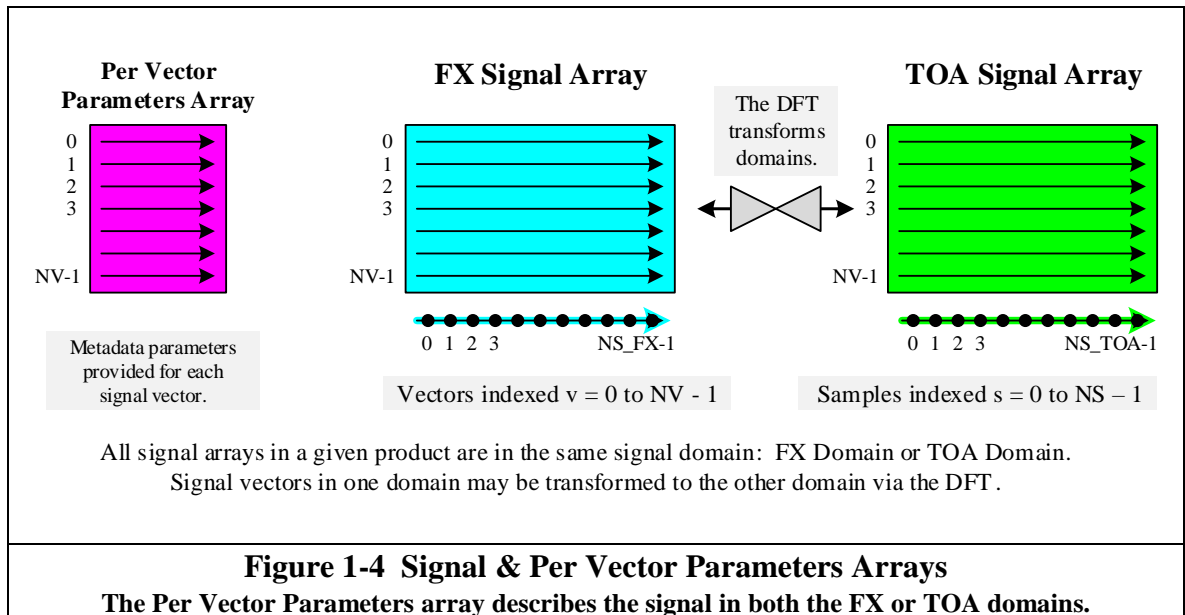 Per Vector
Parameters Array
FX Signal Array
TOA Signal Array
The DFT
transforms
domains.
0
1
2
3
NV-1
0
1
2
3
NV-1
0
1
2
3
NV-1
0 1 2 3 NS_FX-1
0 1 2 3 NS_TOA-1
Metadata parameters
provided for each
signal vector.
Vectors indexed v = 0 to NV - 1
Samples indexed s = 0 to NS – 1
All signal arrays in a given product are in the same signal domain: FX Domain or TOA Domain.
Signal vectors in one domain may be transformed to the other domain via the DFT.
Figure 1-4 Signal & Per Vector Parameters Arrays
The Per Vector Parameters array describes the signal in both the FX or TOA domains.